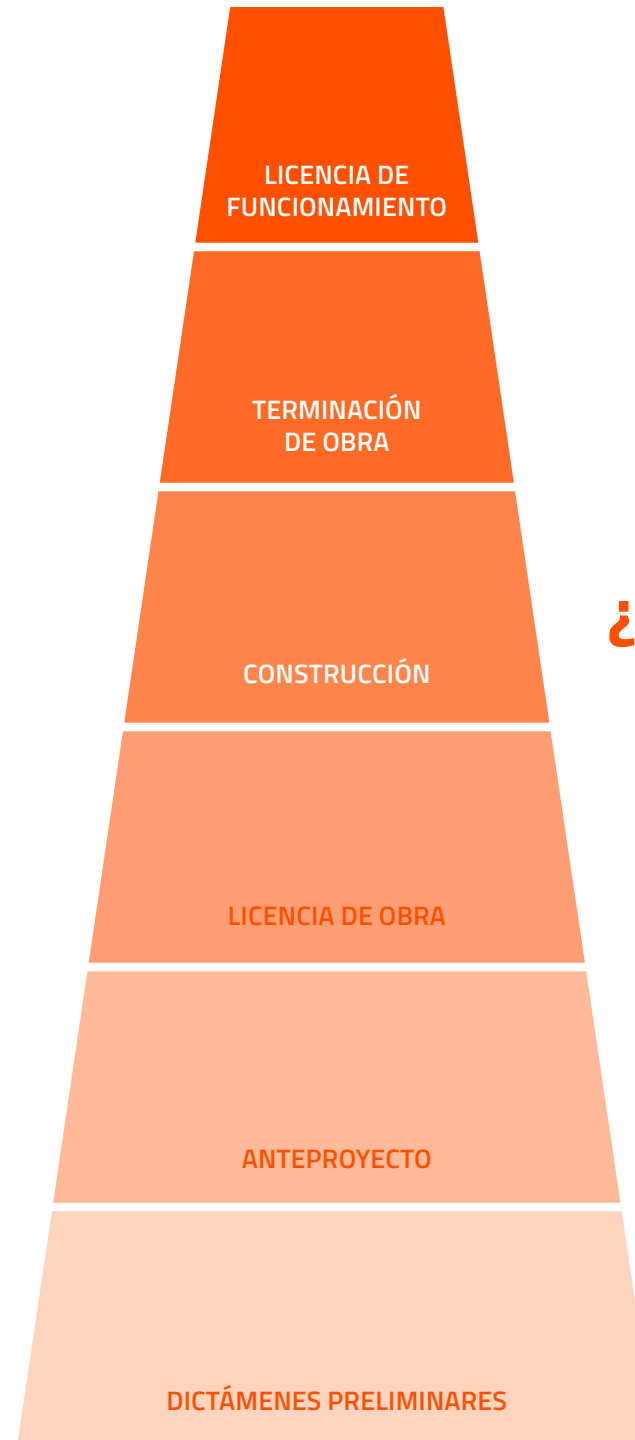 LICENCIA DE
FUNCIONAMIENTO
TERMINACIÓN
DE OBRA
¿
CONSTRUCCIÓN
LICENCIA DE OBRA
ANTEPROYECTO
DICTÁMENES PRELIMINARES